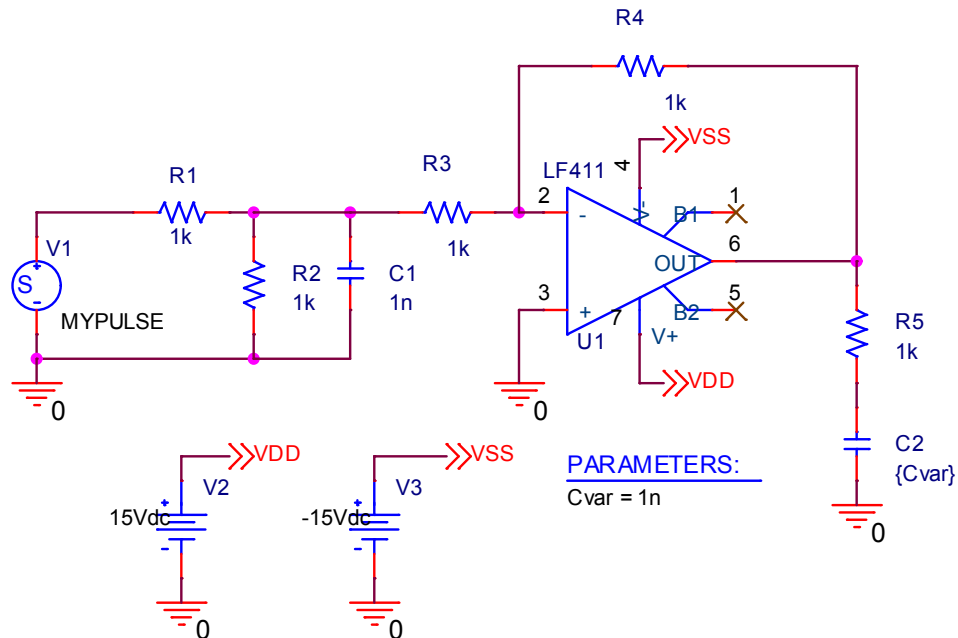 R4
1k
VSS
4
LF411
R3
R1
2
-
V-
B1
1
1k
1k
V1
+
S
-
R2
1k
C1
1n
OUT
6
MYPULSE
3
+
7
B2
5
U1
V+
R5
1k
0
0
VDD
VDD
VSS
V2
V3
+
15Vdc
-
+
-15Vdc
-
PARAMETERS:
Cvar = 1n
C2
{Cvar}
0
0
0